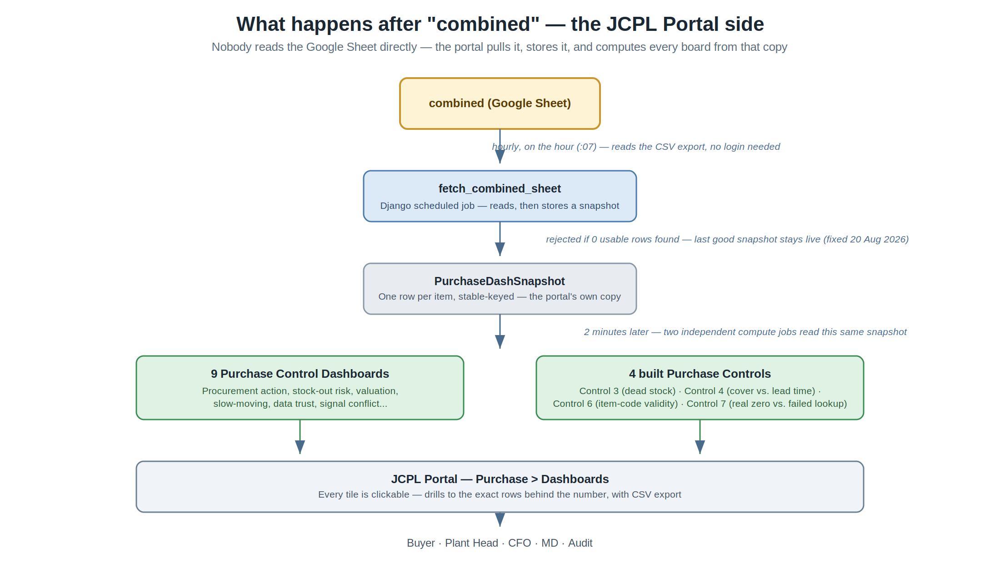 What happens after "combined" — the JCPL Portal side
Nobody reads the Google Sheet directly — the portal pulls it, stores it, and computes every board from that copy
combined (Google Sheet)
hourly, on the hour (:07) — reads the CSV export, no login needed
fetch_combined_sheet
Django scheduled job — reads, then stores a snapshot
rejected if 0 usable rows found — last good snapshot stays live (fixed 20 Aug 2026)
PurchaseDashSnapshot
One row per item, stable-keyed — the portal's own copy
2 minutes later — two independent compute jobs read this same snapshot
9 Purchase Control Dashboards
Procurement action, stock-out risk, valuation,
slow-moving, data trust, signal conflict...
4 built Purchase Controls
Control 3 (dead stock) · Control 4 (cover vs. lead time) ·
Control 6 (item-code validity) · Control 7 (real zero vs. failed lookup)
JCPL Portal — Purchase > Dashboards
Every tile is clickable — drills to the exact rows behind the number, with CSV export
Buyer · Plant Head · CFO · MD · Audit